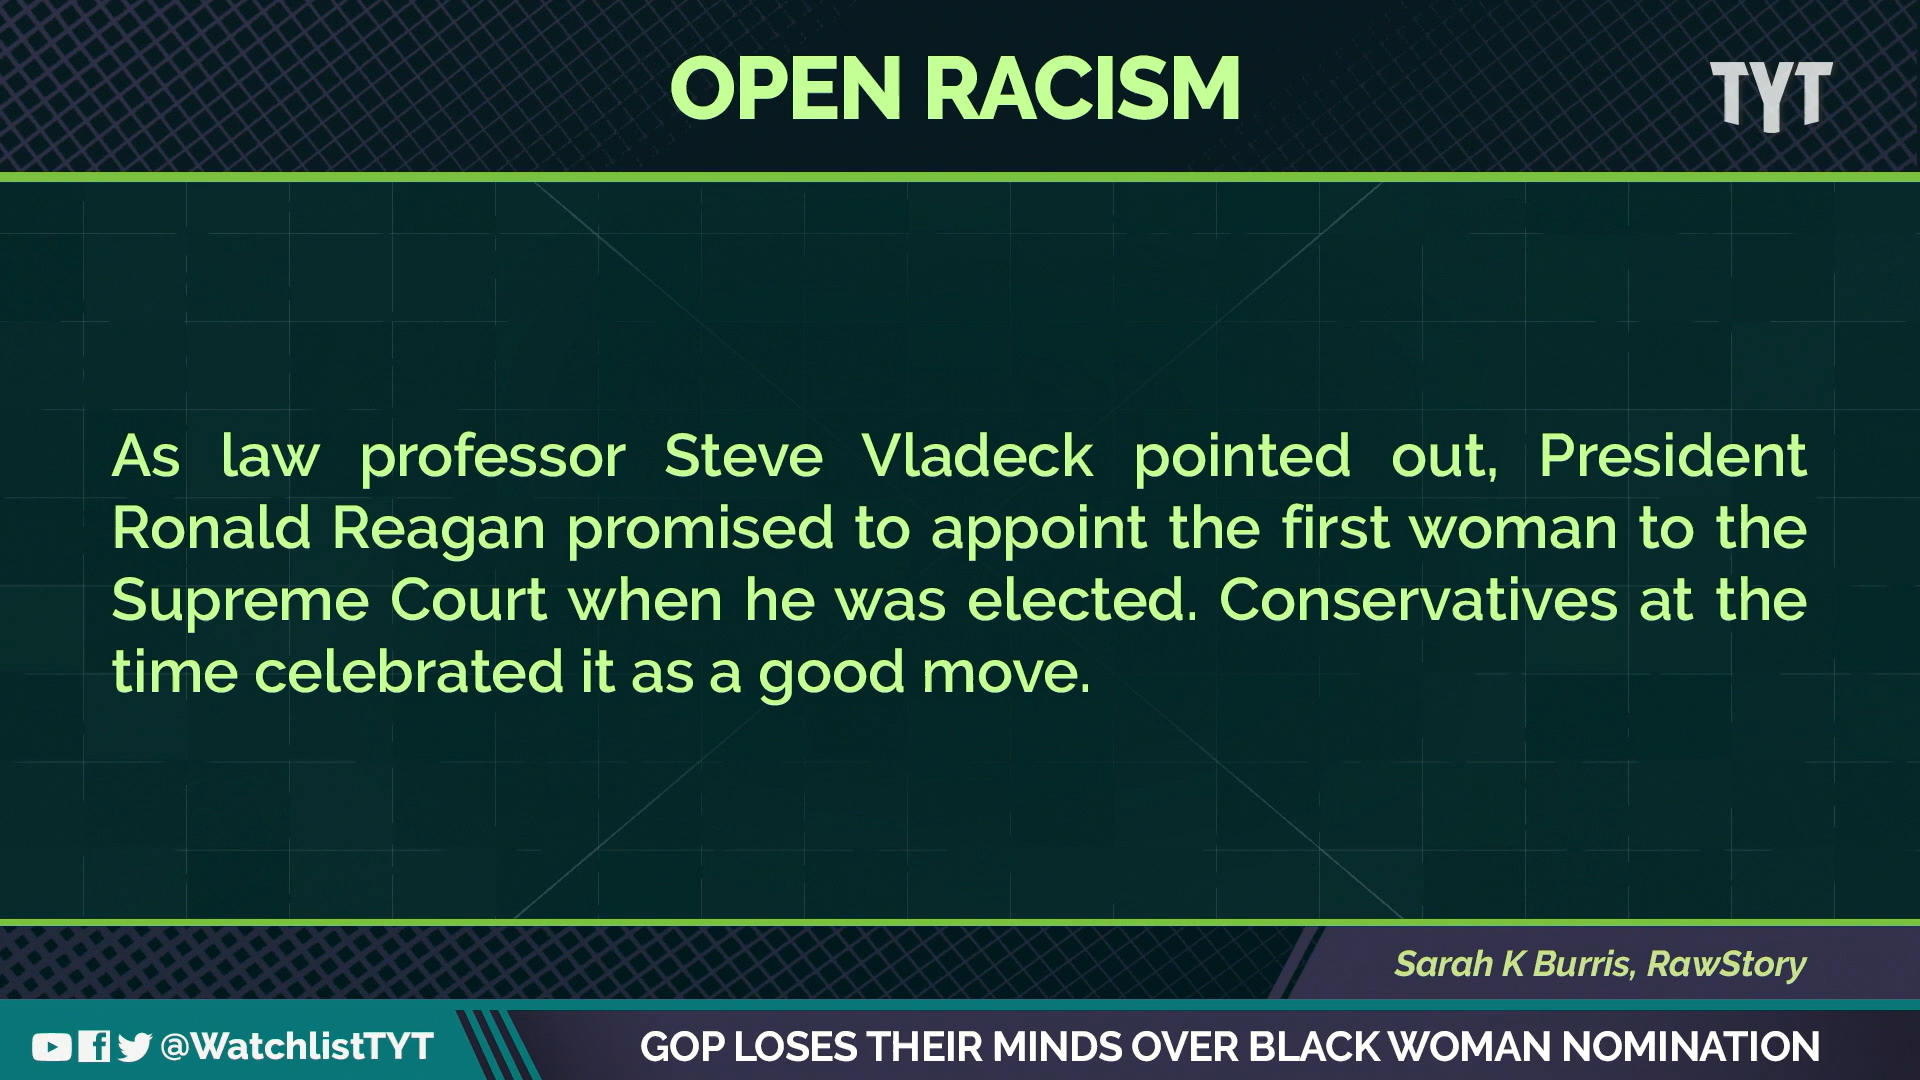 OPEN RACISM
TYT
As law professor Steve Vladeck pointed out, President
Ronald Reagan promised to appoint the first woman to the
Supreme Court when he was elected. Conservatives at the
time celebrated it as a good move.
Sarah K Burris, RawStory
@WatchlistTYT
GOP LOSES THEIR MINDS OVER BLACK WOMAN NOMINATION